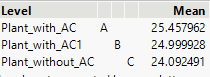 Level Mean
Plant_with_AC A 25.457962
Plant_with_AC1 B 24.999928
Plant_without_AC C 24.092491